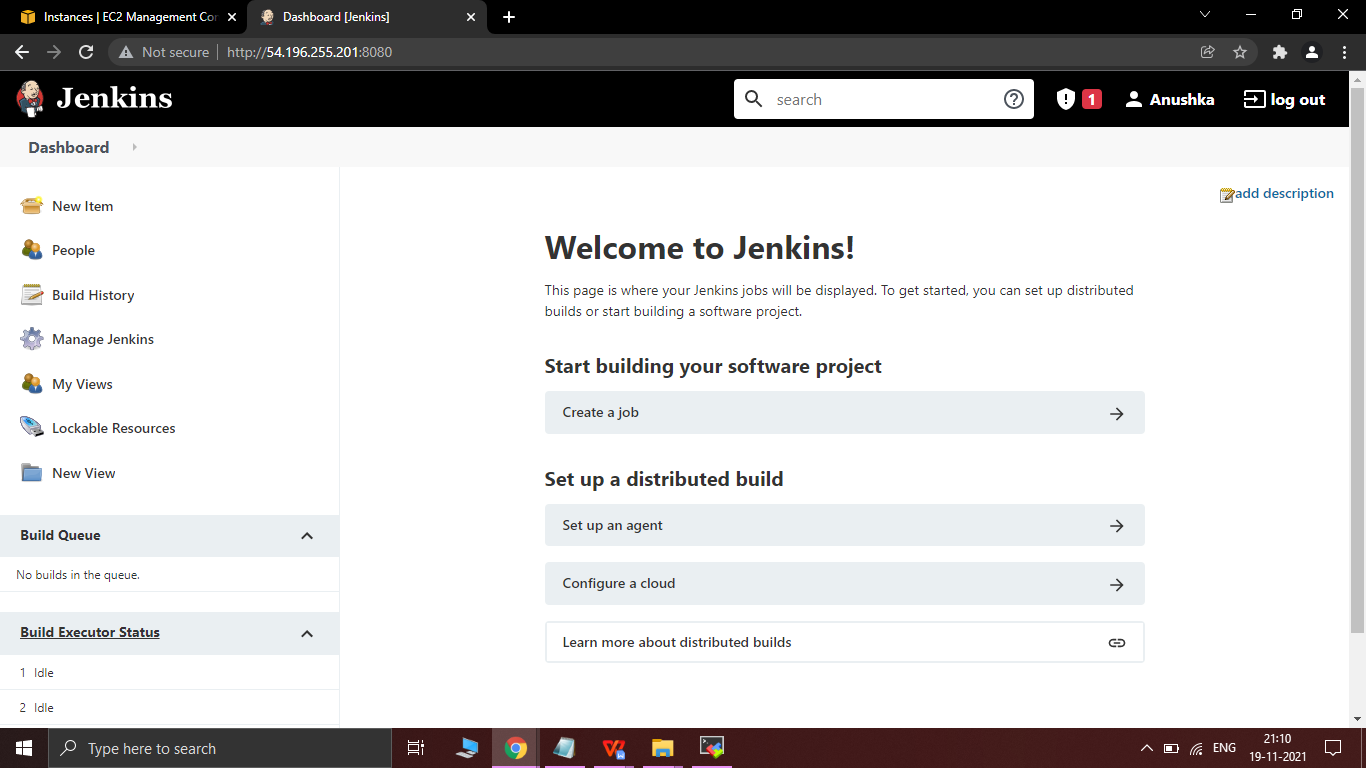 Instances | EC2 Management Con
Dashboard [Jenkins]
Not secure
http://54.196.255.201:8080
Jenkins
search
1
Anushka
log out
Dashboard
New Item
People
Build History
Manage Jenkins
My Views
Lockable Resources
New View
Build Queue
No builds in the queue.
Build Executor Status
1 Idle
2 Idle
add description
Welcome to Jenkins!
This page is where your Jenkins jobs will be displayed. To get started, you can set up distributed
builds or start building a software project.
Start building your software project
Create a job
Set up a distributed build
Set up an agent
Configure a cloud
Learn more about distributed builds
Type here to search
ENG
21:10
19-11-2021